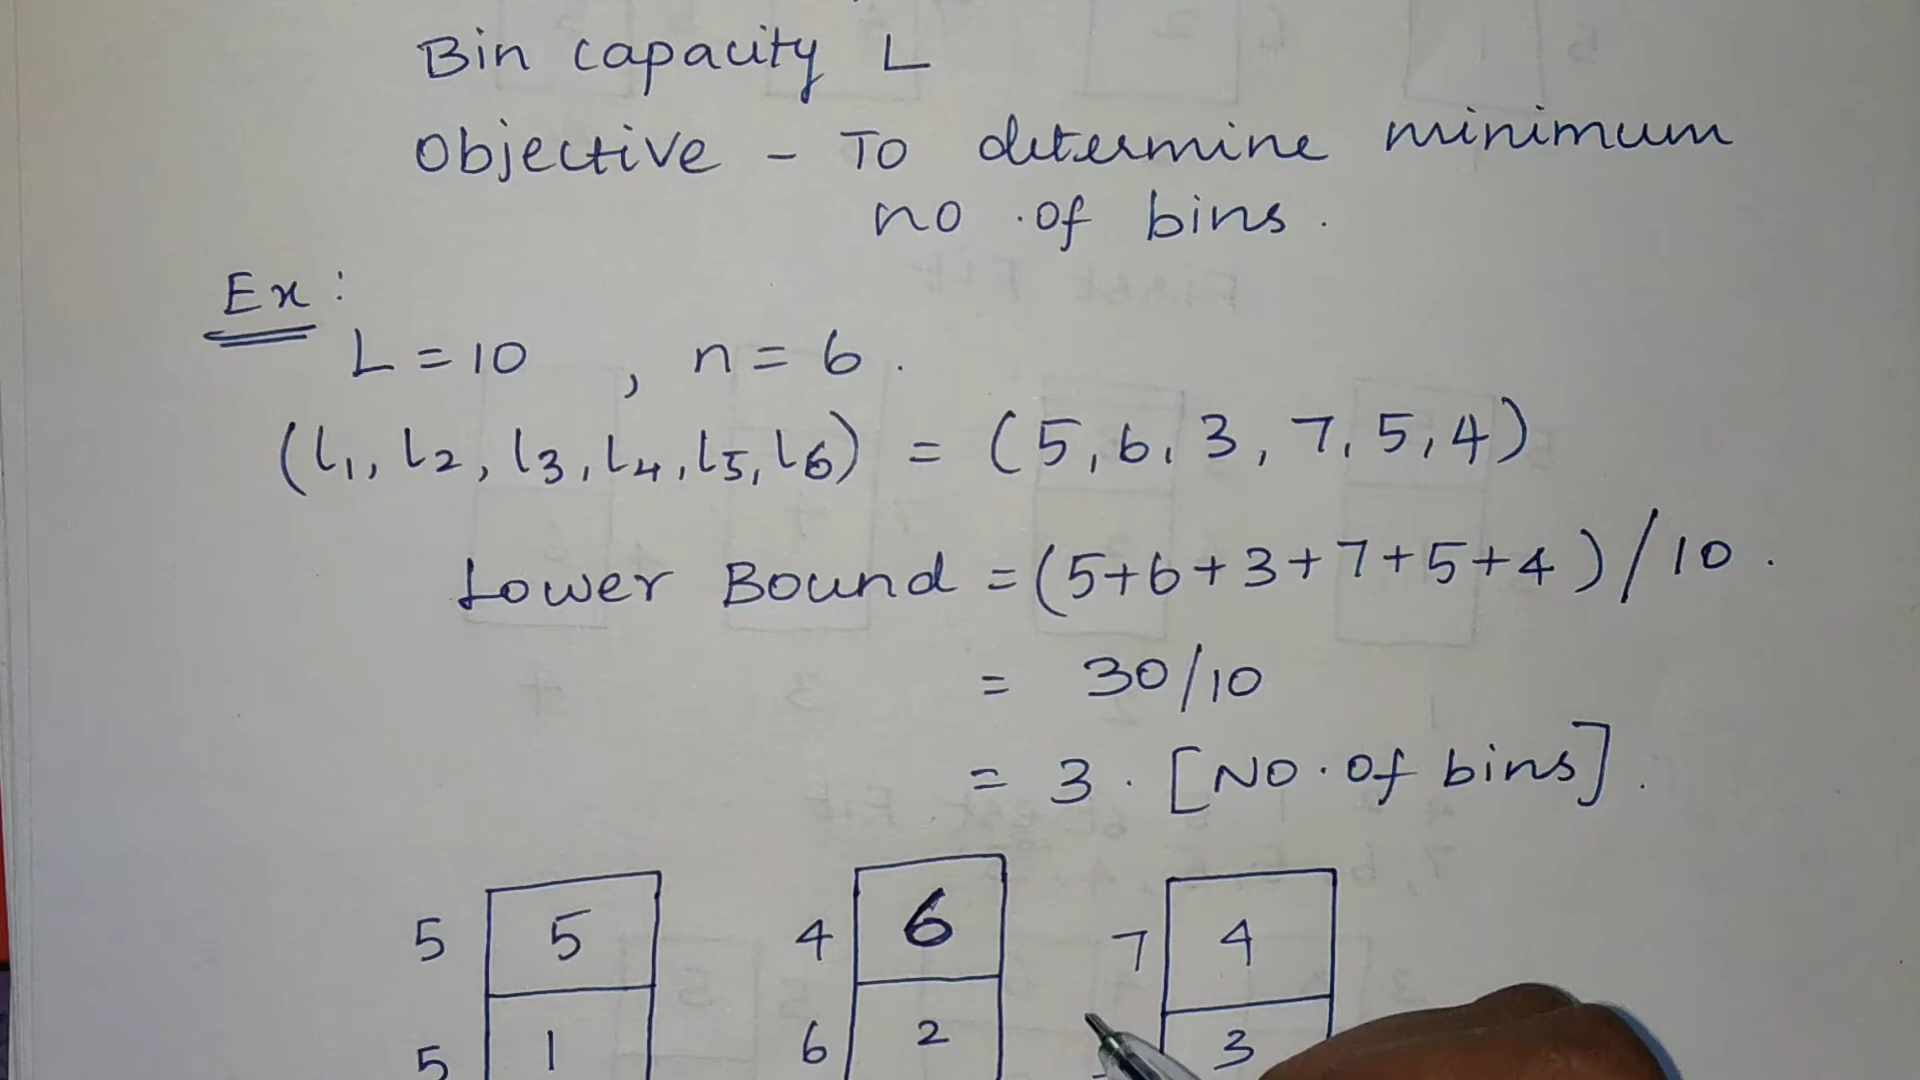 Bin capacity L
Objective - To determine minimum
no. of bins.
Ex:
L = 10, n = 6.
(l1, l2, l3, l4, l5, l6) = (5, 6, 3, 7, 5, 4)
Lower Bound = (5+6+3+7+5+4)/10.
= 30/10
= 3. [No. of bins].
5 5 4 6 7 4
5 1 6 2 3